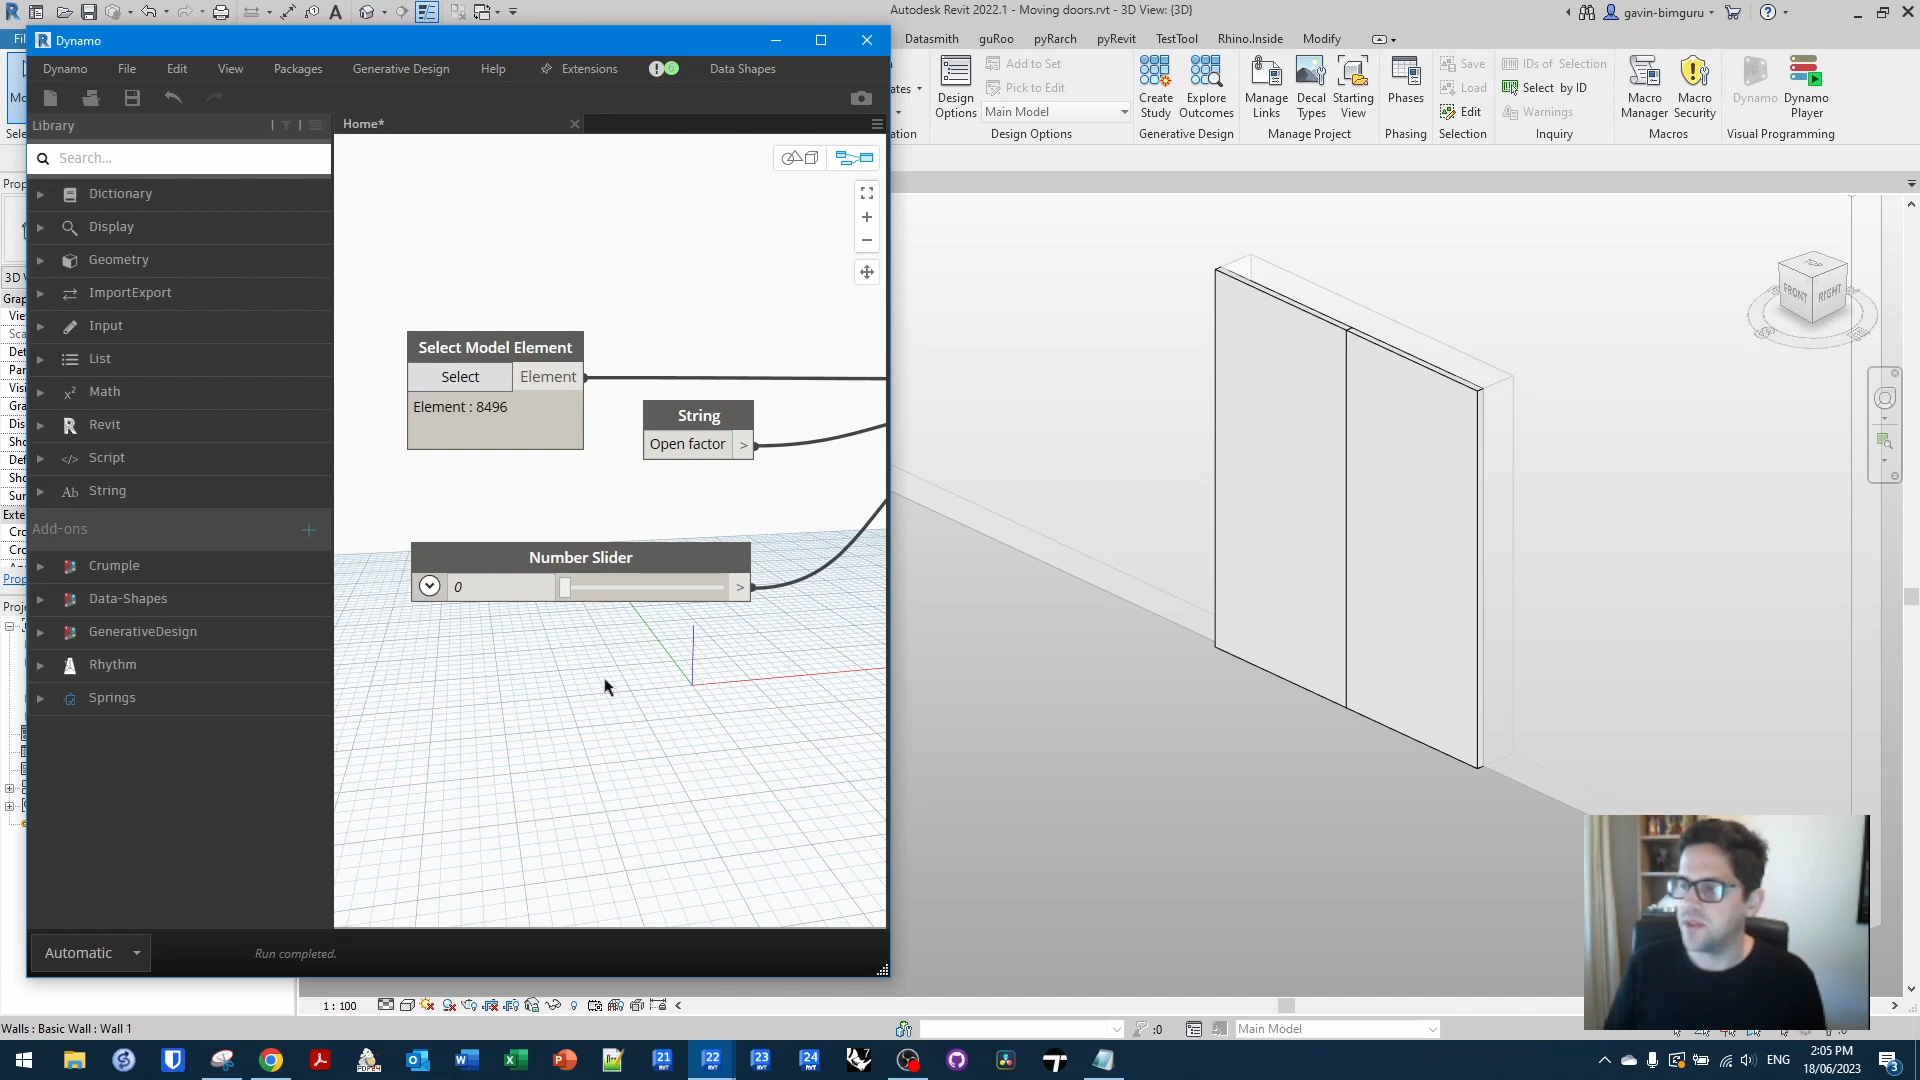 Autodesk Revit 2022.1 - Moving doors.rvt - 3D View: {3D}
gavin-bimguru
Dynamo
Datasmith guRoo pyRarch pyRevit TestTool Rhino.Inside Modify
Dynamo File Edit View Packages Generative Design Help Extensions Data Shapes
Library
Home*
Search...
Dictionary
Display
Geometry
ImportExport
Input
List
Math
Revit
Script
String
Add-ons
Crumple
Data-Shapes
GenerativeDesign
Rhythm
Springs
Select Model Element
Select Element
Element : 8496
String
Open factor >
Number Slider
0 >
Automatic
Run completed.
Design Options
Add to Set
Pick to Edit
Main Model
Design Options
Create Study
Explore Outcomes
Generative Design
Manage Links
Decal Types
Starting View
Manage Project
Phases
Phasing
Save
Load
Edit
Selection
IDs of Selection
Select by ID
Warnings
Inquiry
Macro Manager
Macro Security
Macros
Dynamo
Dynamo Player
Visual Programming
TOP
FRONT
RIGHT
1 : 100
Walls : Basic Wall : Wall 1
:0
Main Model
21 22 23 24
ENG
2:05 PM
18/06/2023
3